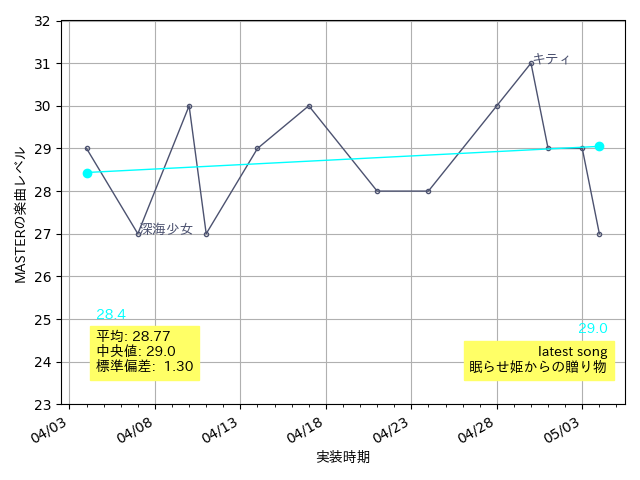 32
31
30
29
28
27
26
25
24
23
MASTERの楽曲レベル
キティ
深海少女
28.4
29.0
平均: 28.77
中央値: 29.0
標準偏差: 1.30
latest song
眠らせ姫からの贈り物
04/03
04/08
04/13
04/18
04/23
04/28
05/03
実装時期